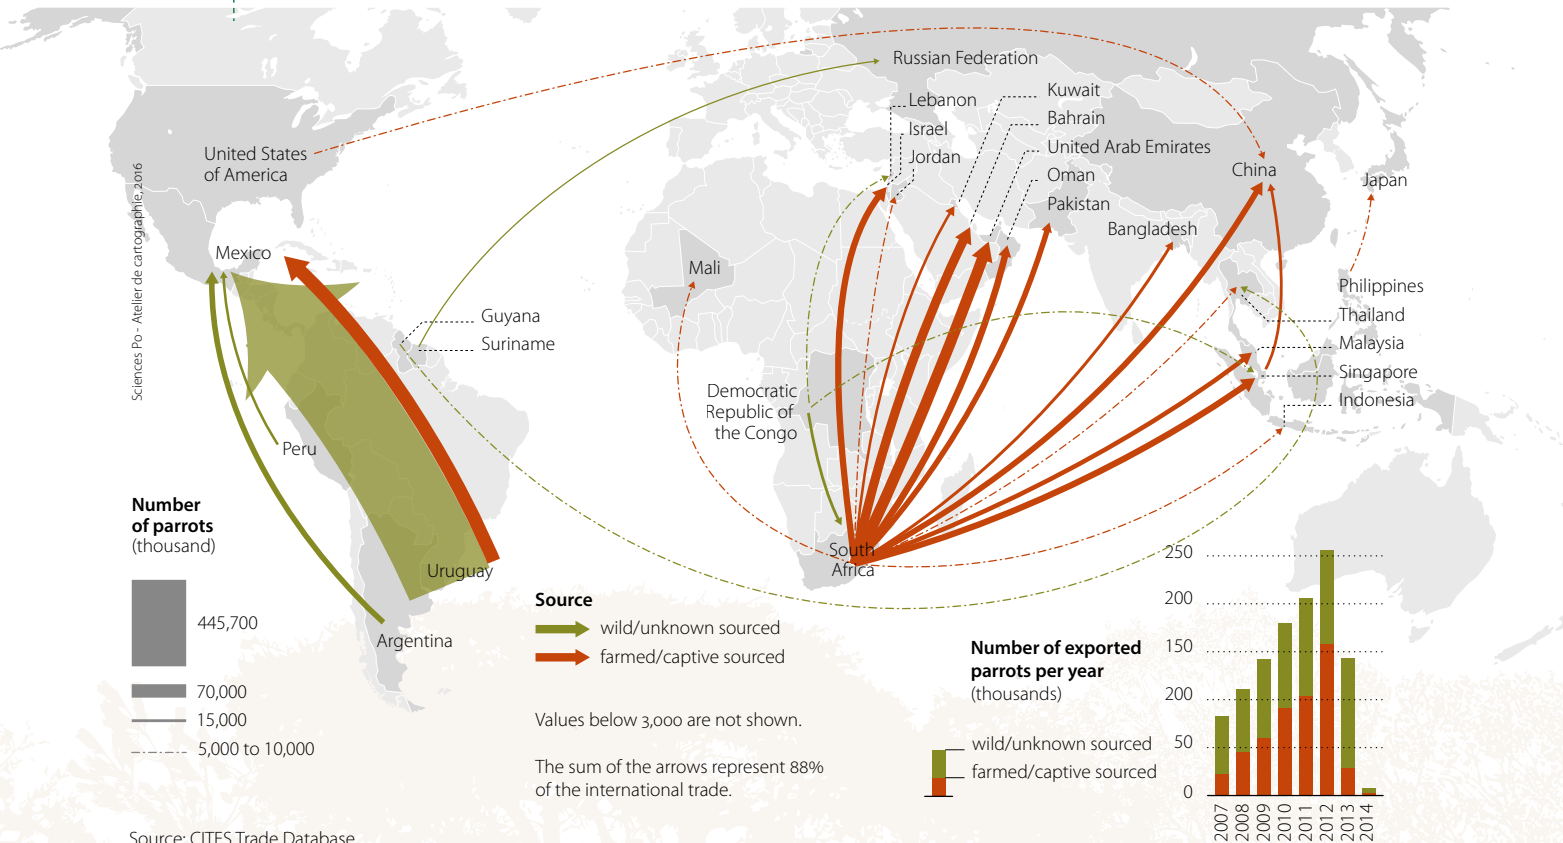 Russian Federation
Kuwait
Lebanon
Bahrain
Israel
United Arab Emirates
Jordan
United States
of America
Oman
China
Japan
Pakistan
Bangladesh
Mexico
Mali
Philippines
Guyana
Thailand
Suriname
Malaysia
Singapore
Indonesia
Democratic
Republic of
the Congo
Peru
South
Africa
Uruguay
Argentina
Sciences Po - Atelier de cartographie, 2016
Number
of parrots
(thousand)
445,700
70,000
15,000
5,000 to 10,000
Source
wild/unknown sourced
farmed/captive sourced
Values below 3,000 are not shown.
The sum of the arrows represent 88%
of the international trade.
Number of exported
parrots per year
(thousands)
wild/unknown sourced
farmed/captive sourced
250
200
150
200
50
0
2007
2008
2009
2010
2011
2012
2013
2014
Source: CITES Trade Database